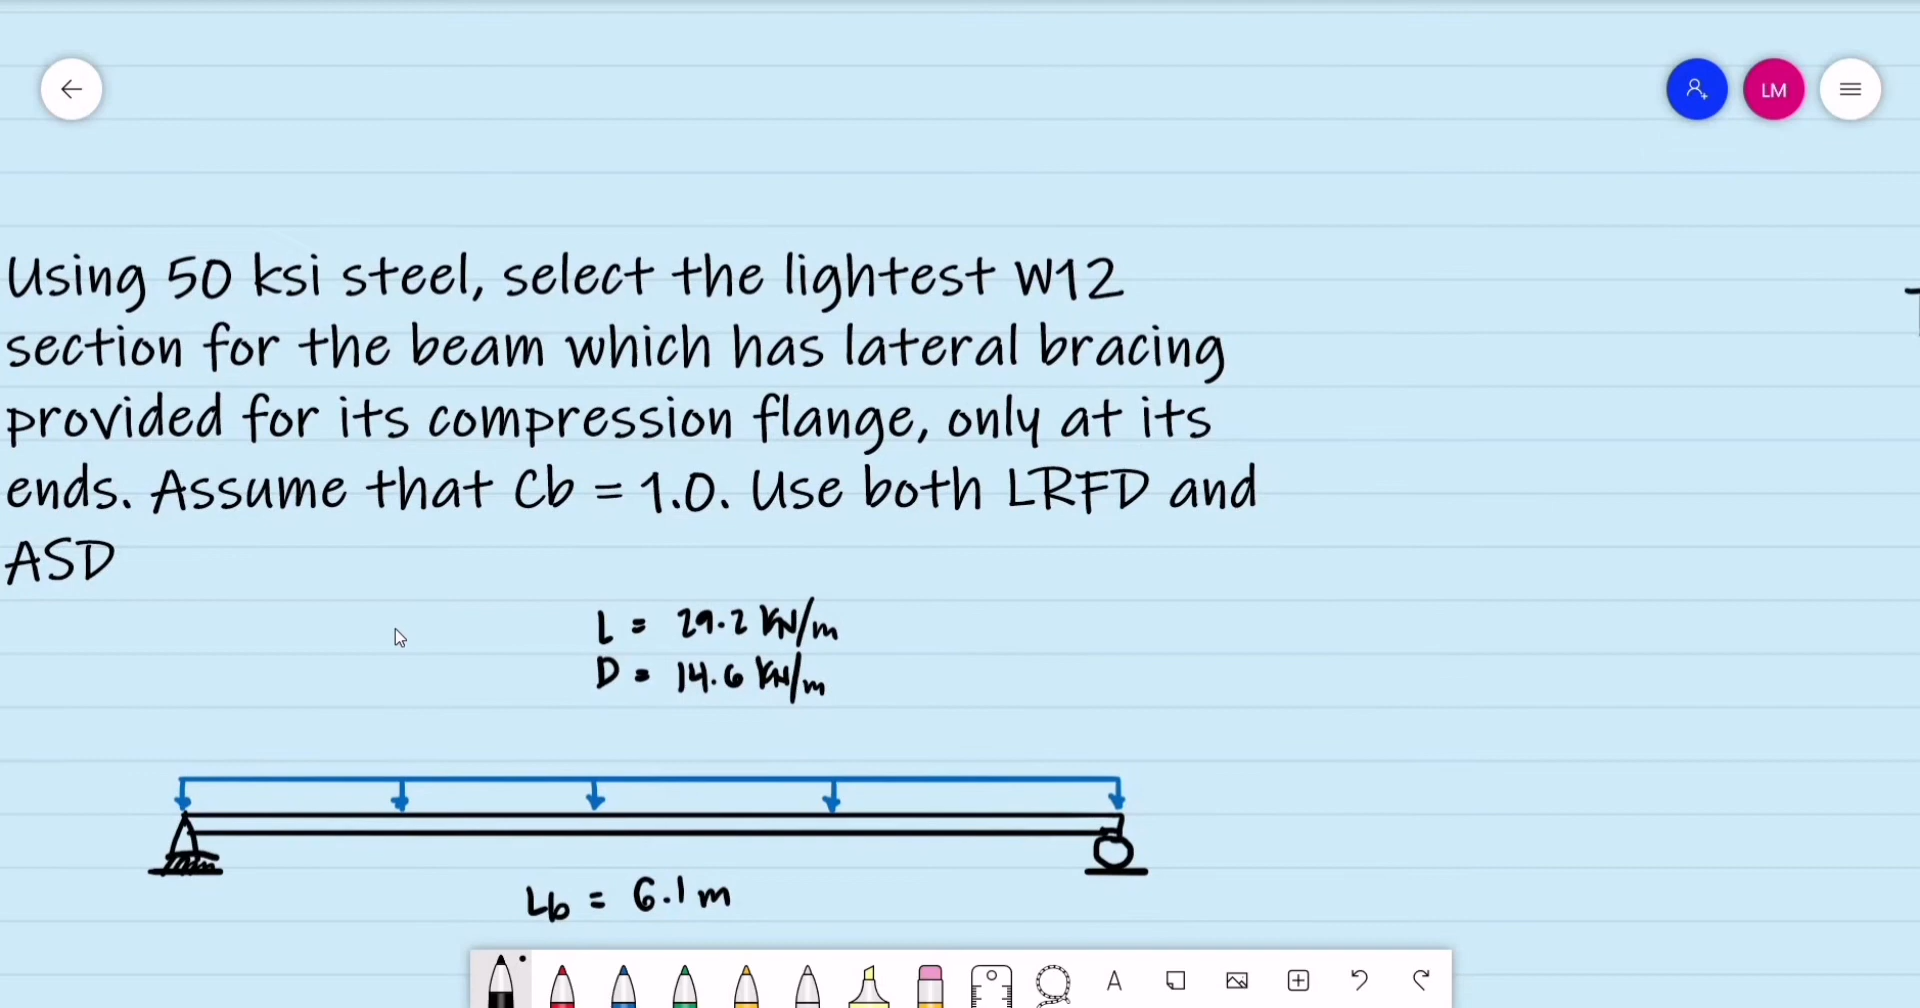 LM
Using 50 ksi steel, select the lightest W12
section for the beam which has lateral bracing
provided for its compression flange, only at its
ends. Assume that Cb = 1.0. Use both LRFD and
ASD
L = 29.2 KN/m
D = 14.6 KN/m
Lb = 6.1 m
A